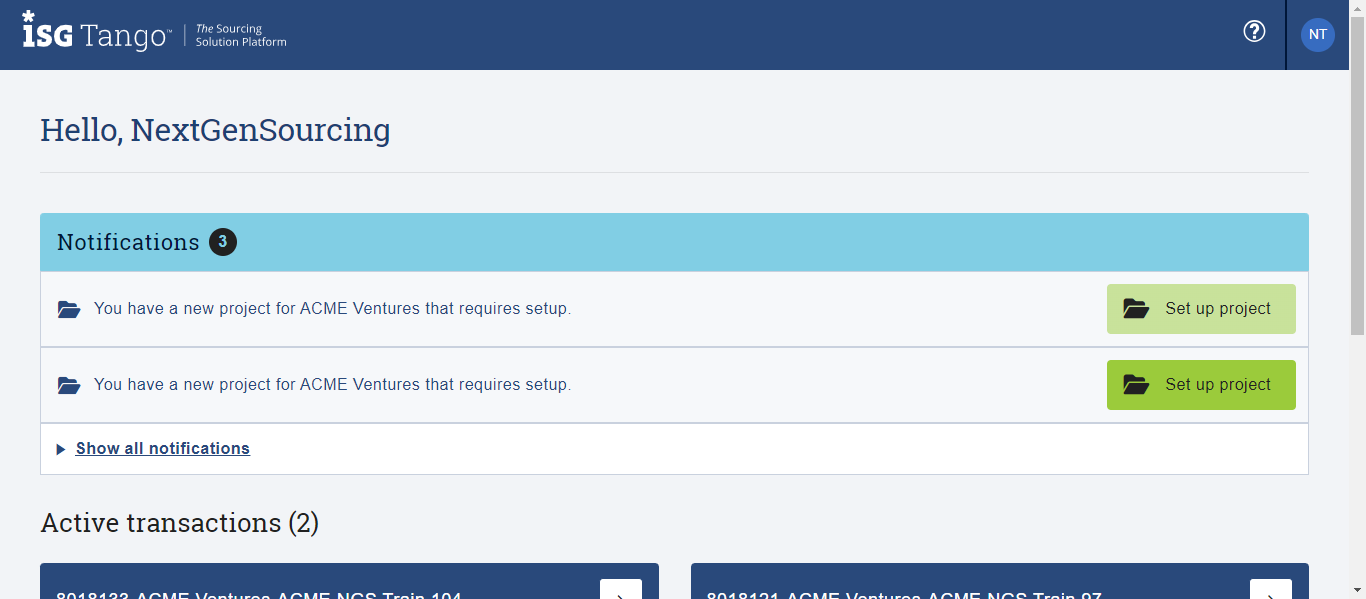 isg Tango™ The Sourcing
Solution Platform
?
NT
Hello, NextGenSourcing
Notifications 3
You have a new project for ACME Ventures that requires setup. Set up project
You have a new project for ACME Ventures that requires setup. Set up project
Show all notifications
Active transactions (2)
8018133-ACME Ventures-ACME NGS Train-104
8018121-ACME Ventures-ACME NGS Train-97